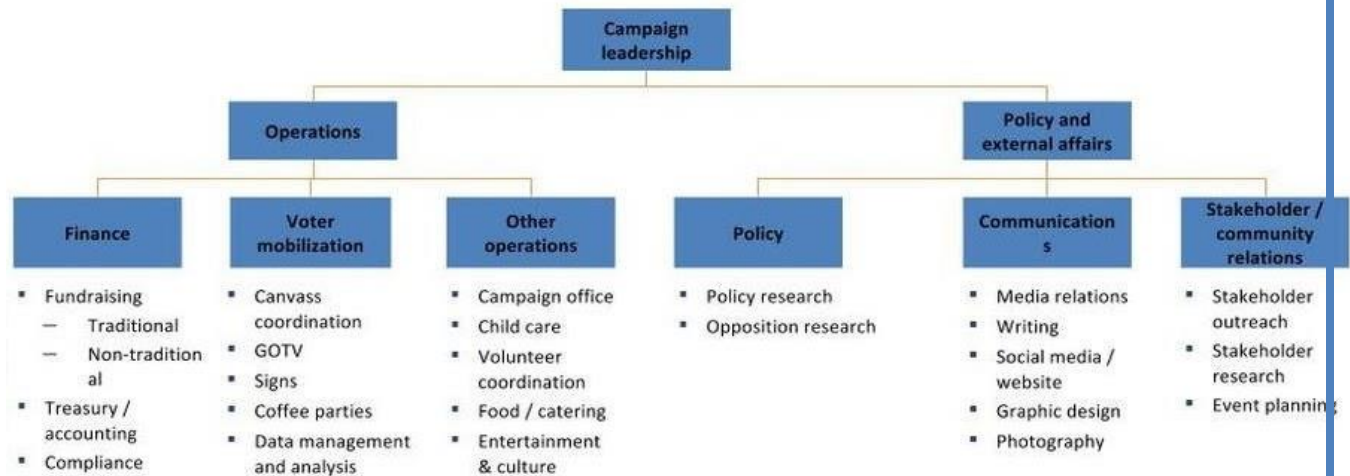 Campaign
leadership
Operations
Policy and
external affairs
Finance
Voter
mobilization
Other
operations
Policy
Communication
s
Stakeholder /
community
relations
▪ Fundraising
— Traditional
— Non-tradition
al
▪ Treasury /
accounting
▪ Compliance
▪ Canvass
coordination
▪ GOTV
▪ Signs
▪ Coffee parties
▪ Data management
and analysis
▪ Campaign office
▪ Child care
▪ Volunteer
coordination
▪ Food / catering
▪ Entertainment
& culture
▪ Policy research
▪ Opposition research
▪ Media relations
▪ Writing
▪ Social media /
website
▪ Graphic design
▪ Photography
▪ Stakeholder
outreach
▪ Stakeholder
research
▪ Event planning